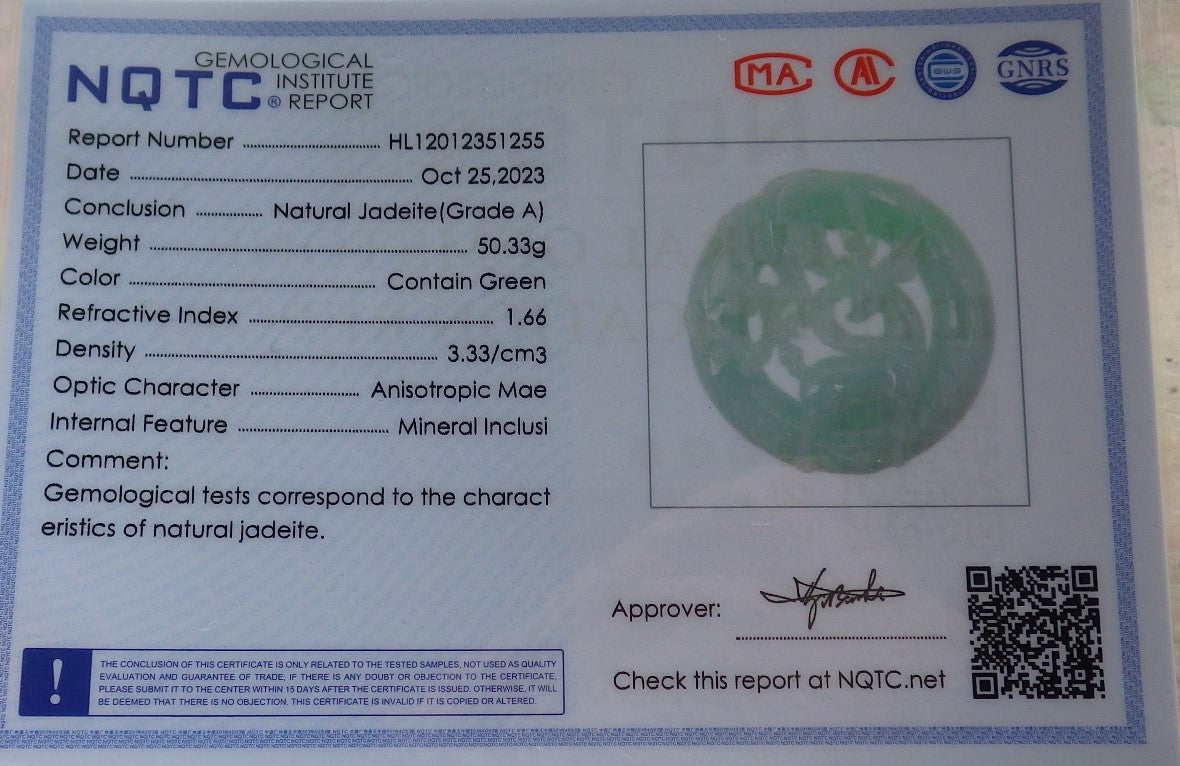 NQTC® GEMOLOGICAL
INSTITUTE
REPORT
MA
GNRS
Report Number ........ HL12012351255
Date ........ Oct 25,2023
Conclusion ........ Natural Jadeite(Grade A)
Weight ........ 50.33g
Color ........ Contain Green
Refractive Index ........ 1.66
Density ........ 3.33/cm3
Optic Character ........ Anisotropic Mae
Internal Feature ........ Mineral Inclusi
Comment:
Gemological tests correspond to the charact
eristics of natural jadeite.
Approver:
Check this report at NQTC.net
! THE CONCLUSION OF THIS CERTIFICATE IS ONLY RELATED TO THE TESTED SAMPLES, NOT USED AS QUALITY
EVALUATION AND GUARANTEE OF TRADE, IF THERE IS ANY DOUBT OR OBJECTION TO THE CERTIFICATE,
PLEASE SUBMIT IT TO THE CENTER WITHIN 15 DAYS AFTER THE CERTIFICATE IS ISSUED. OTHERWISE, IT WILL
BE DEEMED THAT THERE IS NO OBJECTION. THIS CERTIFICATE IS INVALID IF IT IS COPIED OR ALTERED.